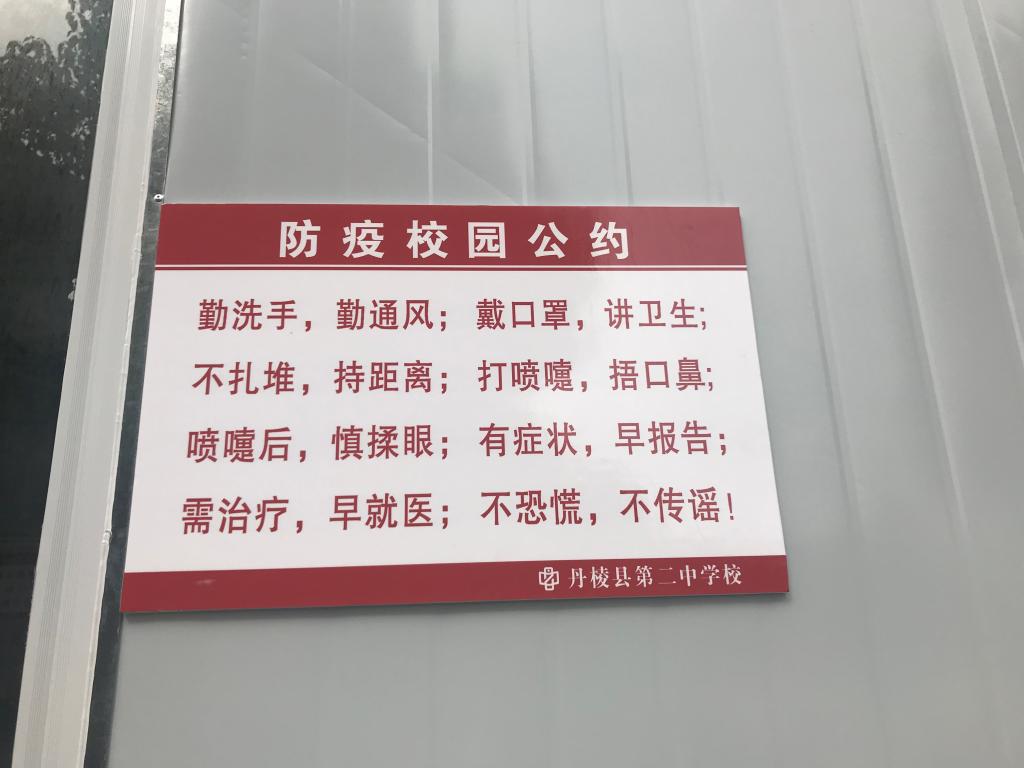 防疫校园公约
勤洗手，勤通风；戴口罩，讲卫生；
不扎堆，持距离；打喷嚏，捂口鼻；
喷嚏后，慎揉眼；有症状，早报告；
需治疗，早就医；不恐慌，不传谣！
丹棱县第二中学校